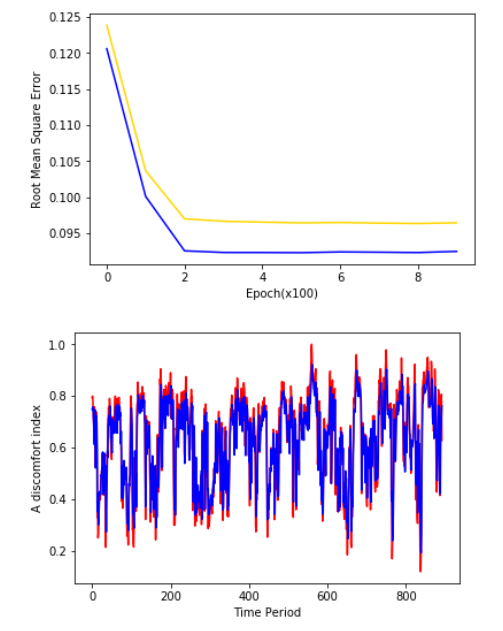 0.125
0.120
0.115
0.110
0.105
0.100
0.095
Root Mean Square Error
0 2 4 6 8
Epoch(x100)
1.0
0.8
0.6
0.4
0.2
A discomfort index
0 200 400 600 800
Time Period